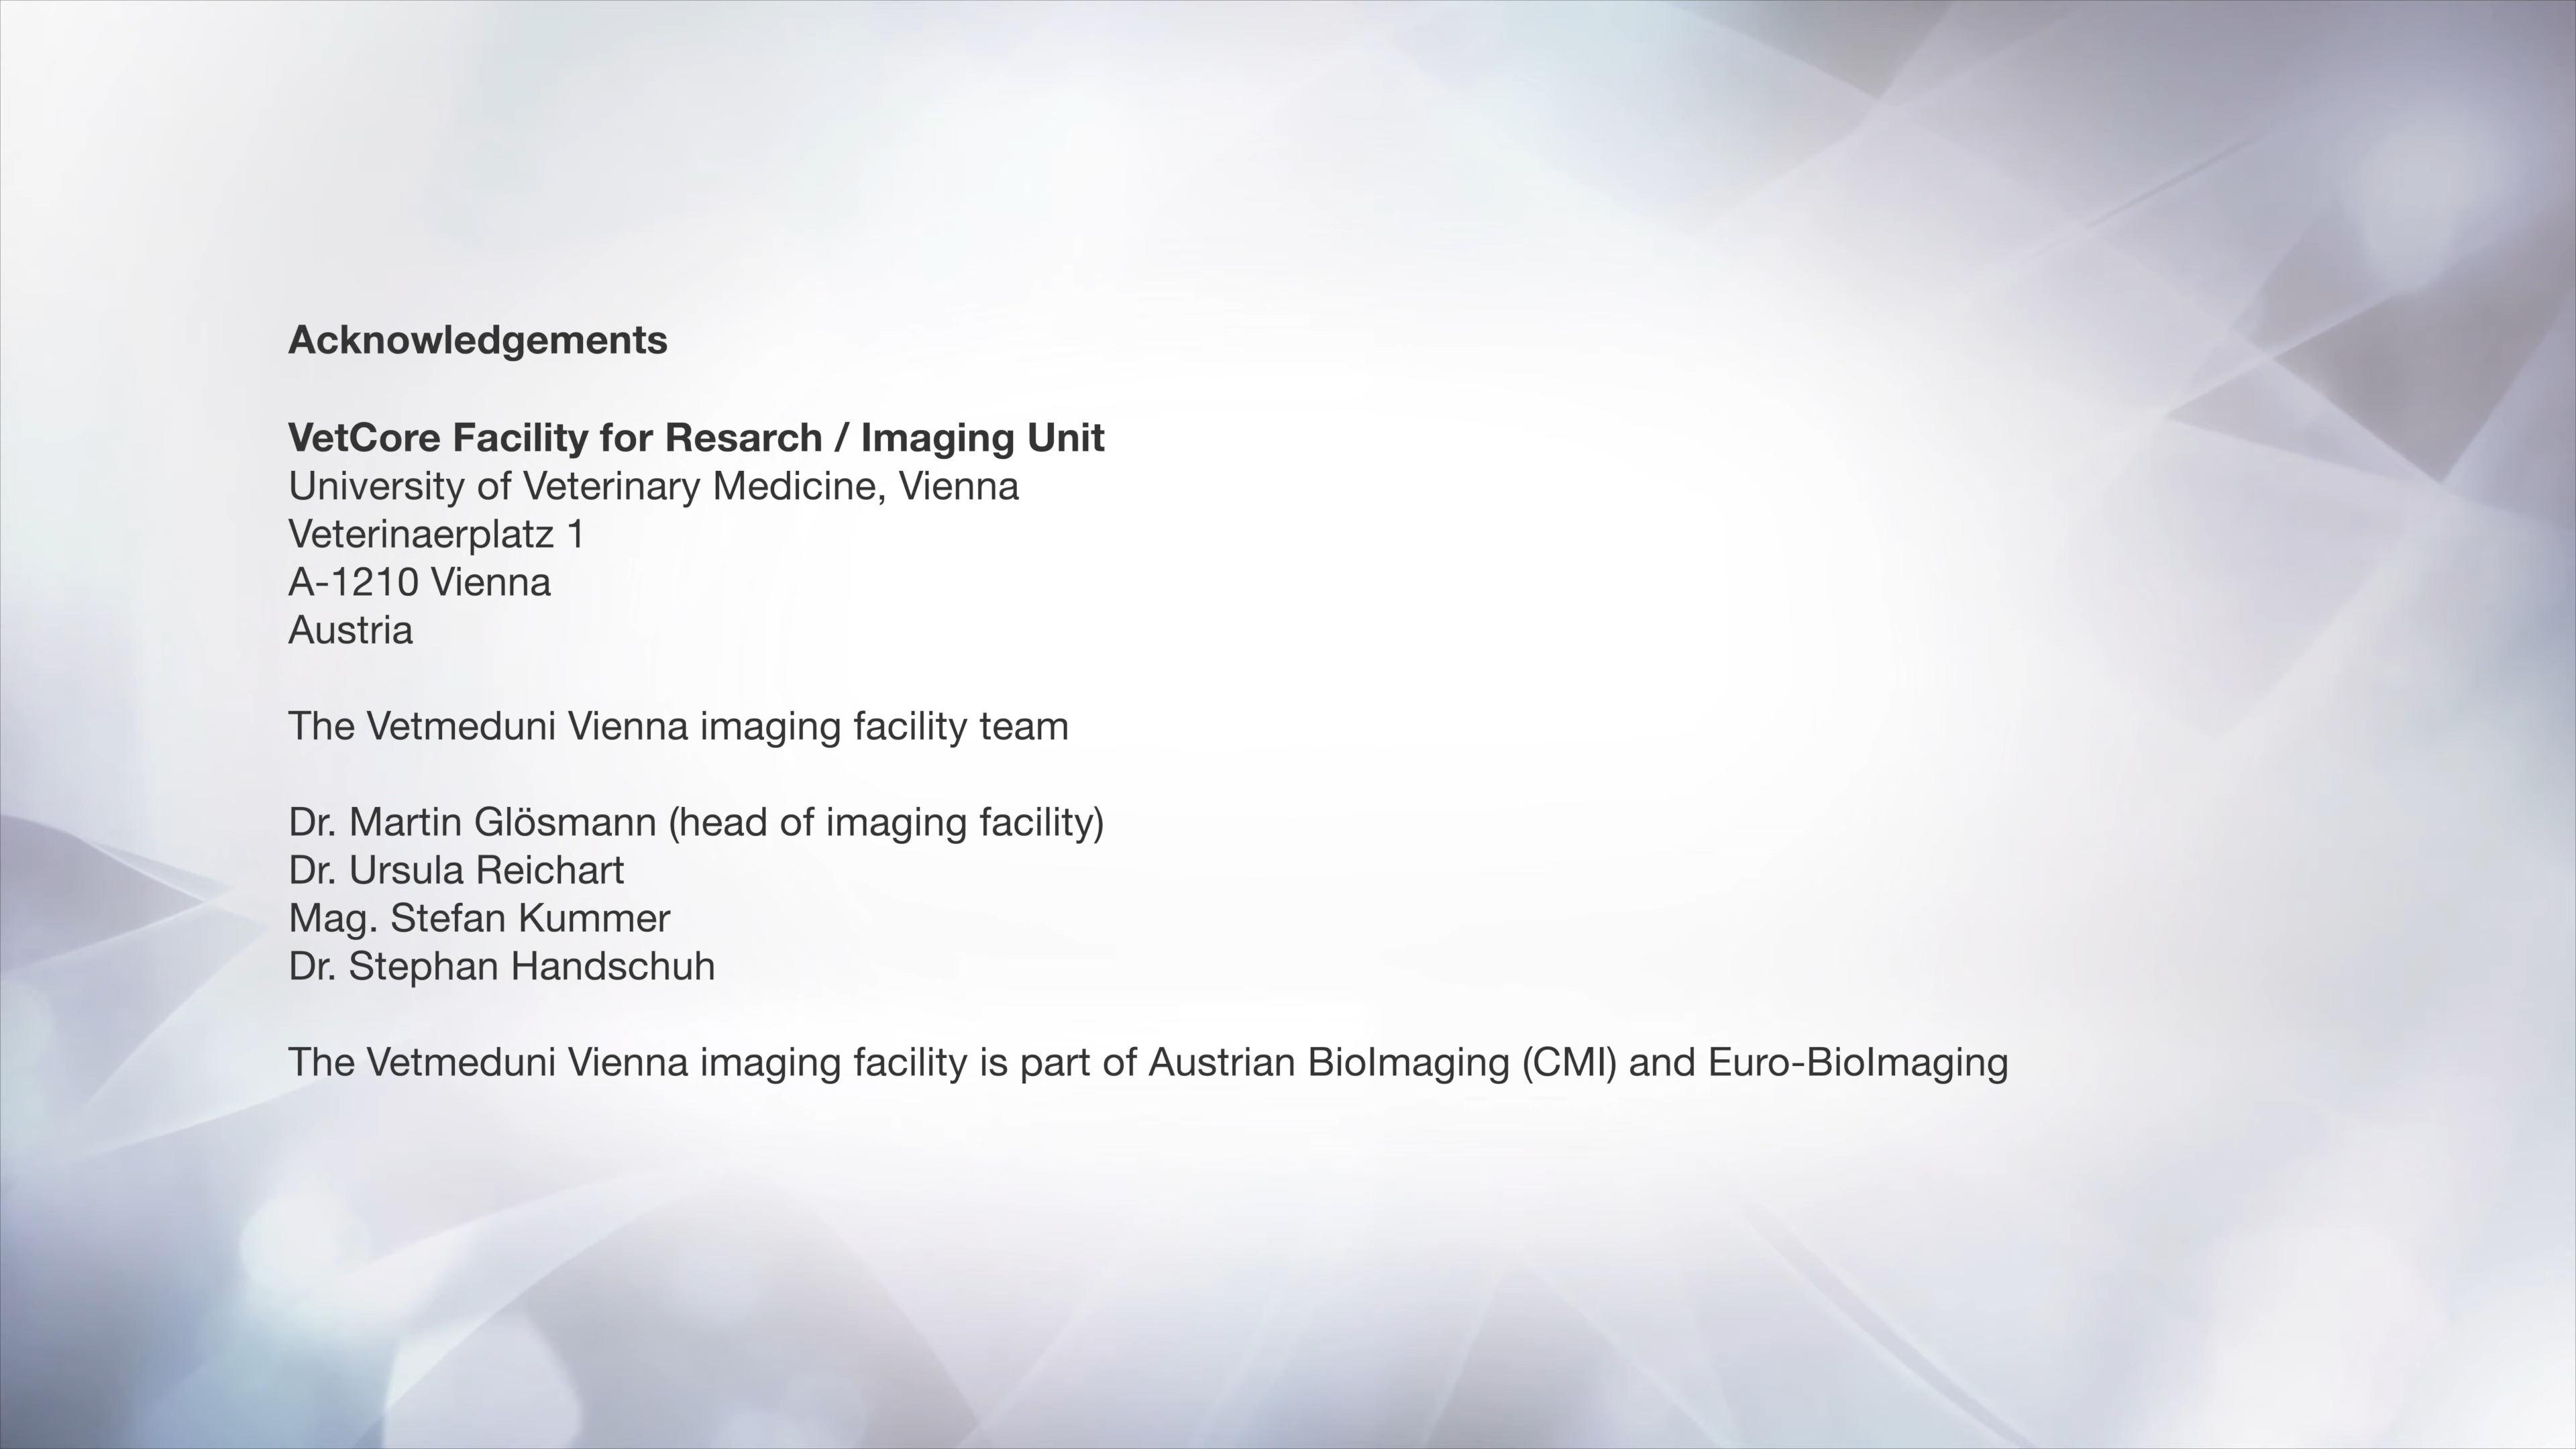 Acknowledgements
VetCore Facility for Resarch / Imaging Unit
University of Veterinary Medicine, Vienna
Veterinaerplatz 1
A-1210 Vienna
Austria
The Vetmeduni Vienna imaging facility team
Dr. Martin Glösmann (head of imaging facility)
Dr. Ursula Reichart
Mag. Stefan Kummer
Dr. Stephan Handschuh
The Vetmeduni Vienna imaging facility is part of Austrian BioImaging (CMI) and Euro-BioImaging